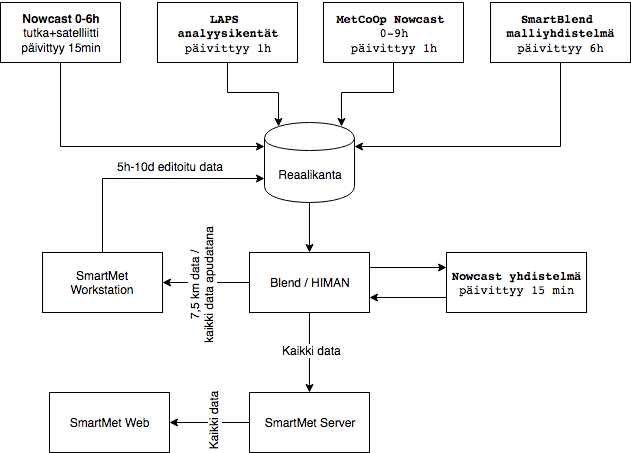 Nowcast 0-6h
tutka+satelliitti
päivittyy 15min
LAPS
analyysikentät
päivittyy 1h
MetCoOp Nowcast
0-9h
päivittyy 1h
SmartBlend
malliyhdistelmä
päivittyy 6h
5h-10d editoitu data
Reaalikanta
SmartMet
Workstation
7,5 km data /
kaikki data apudatana
Blend / HIMAN
Nowcast yhdistelmä
päivittyy 15 min
Kaikki data
SmartMet Web
Kaikki data
SmartMet Server